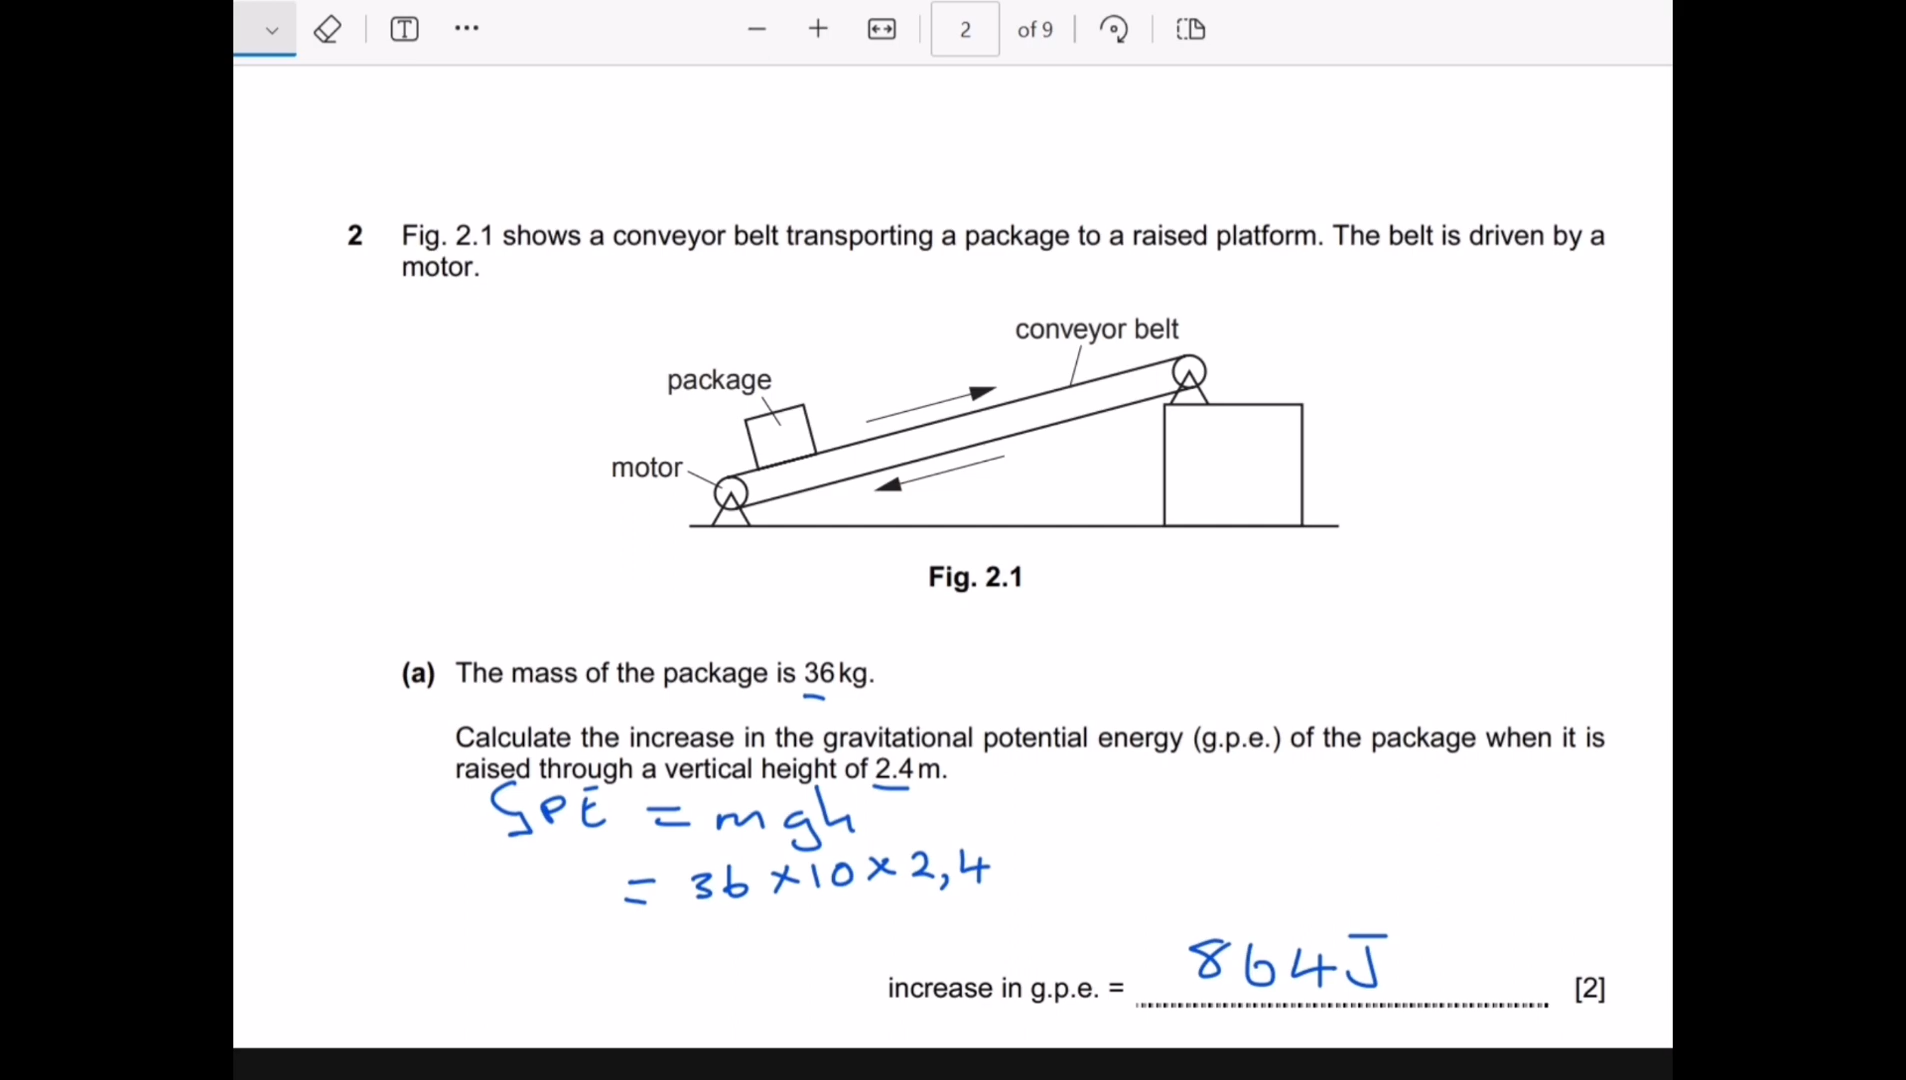 2 of 9
2 Fig. 2.1 shows a conveyor belt transporting a package to a raised platform. The belt is driven by a
motor.
conveyor belt
package
motor
Fig. 2.1
(a) The mass of the package is 36 kg.
Calculate the increase in the gravitational potential energy (g.p.e.) of the package when it is
raised through a vertical height of 2.4 m.
GPE = mgh
= 36 × 10 × 2,4
864J
increase in g.p.e. = [2]